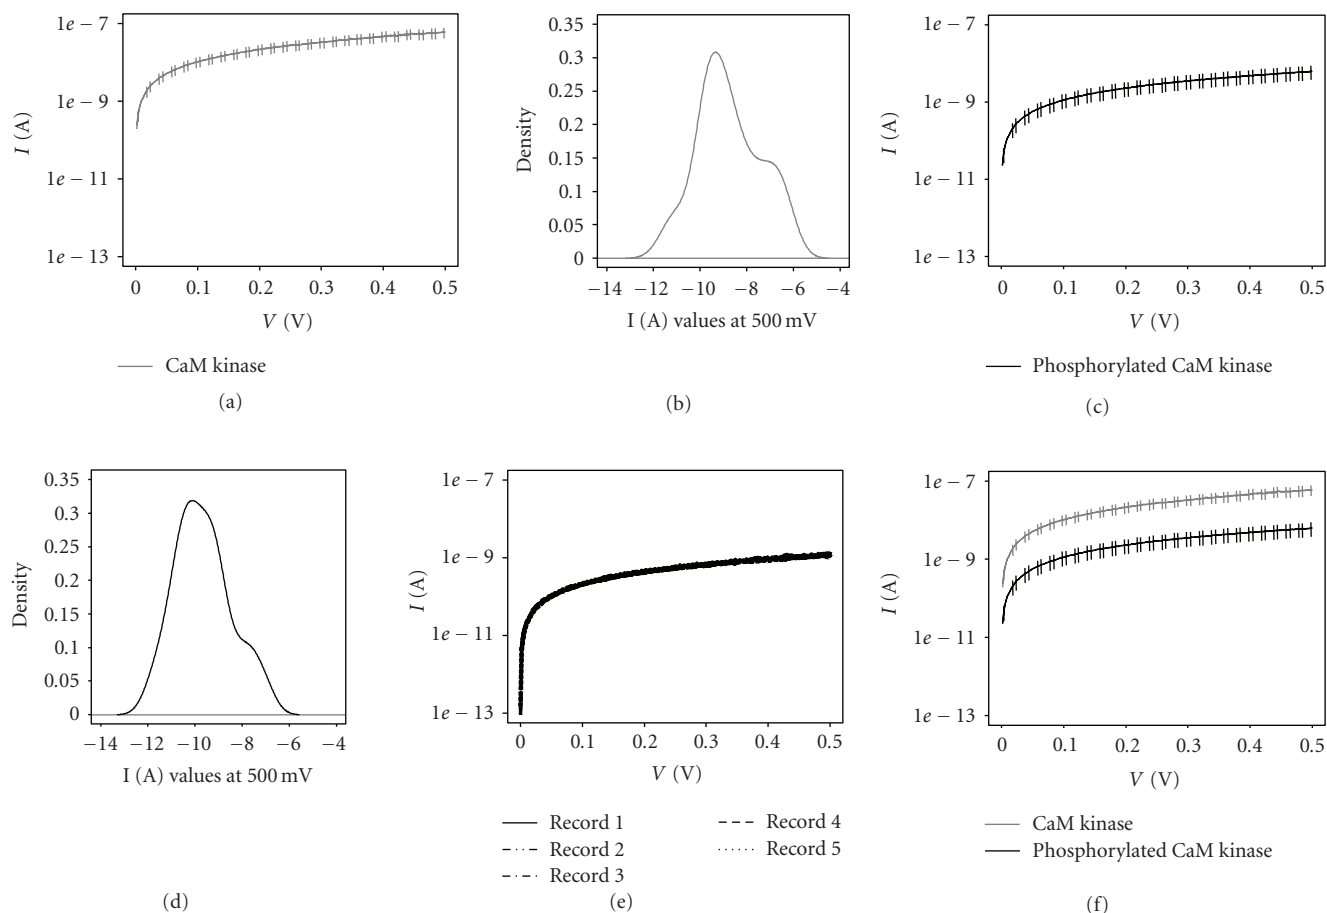 1e − 7
1e − 9
1e − 11
1e − 13
I (A)
0 0.1 0.2 0.3 0.4 0.5
V (V)
CaM kinase
(a)
0.35
0.3
0.25
0.2
0.15
0.1
0.05
0
Density
−14 −12 −10 −8 −6 −4
I (A) values at 500 mV
(b)
1e − 7
1e − 9
1e − 11
1e − 13
I (A)
0 0.1 0.2 0.3 0.4 0.5
V (V)
Phosphorylated CaM kinase
(c)
0.35
0.3
0.25
0.2
0.15
0.1
0.05
0
Density
−14 −12 −10 −8 −6 −4
I (A) values at 500 mV
(d)
1e − 7
1e − 9
1e − 11
1e − 13
I (A)
0 0.1 0.2 0.3 0.4 0.5
V (V)
Record 1
Record 2
Record 3
Record 4
Record 5
(e)
1e − 7
1e − 9
1e − 11
1e − 13
I (A)
0 0.1 0.2 0.3 0.4 0.5
V (V)
CaM kinase
Phosphorylated CaM kinase
(f)